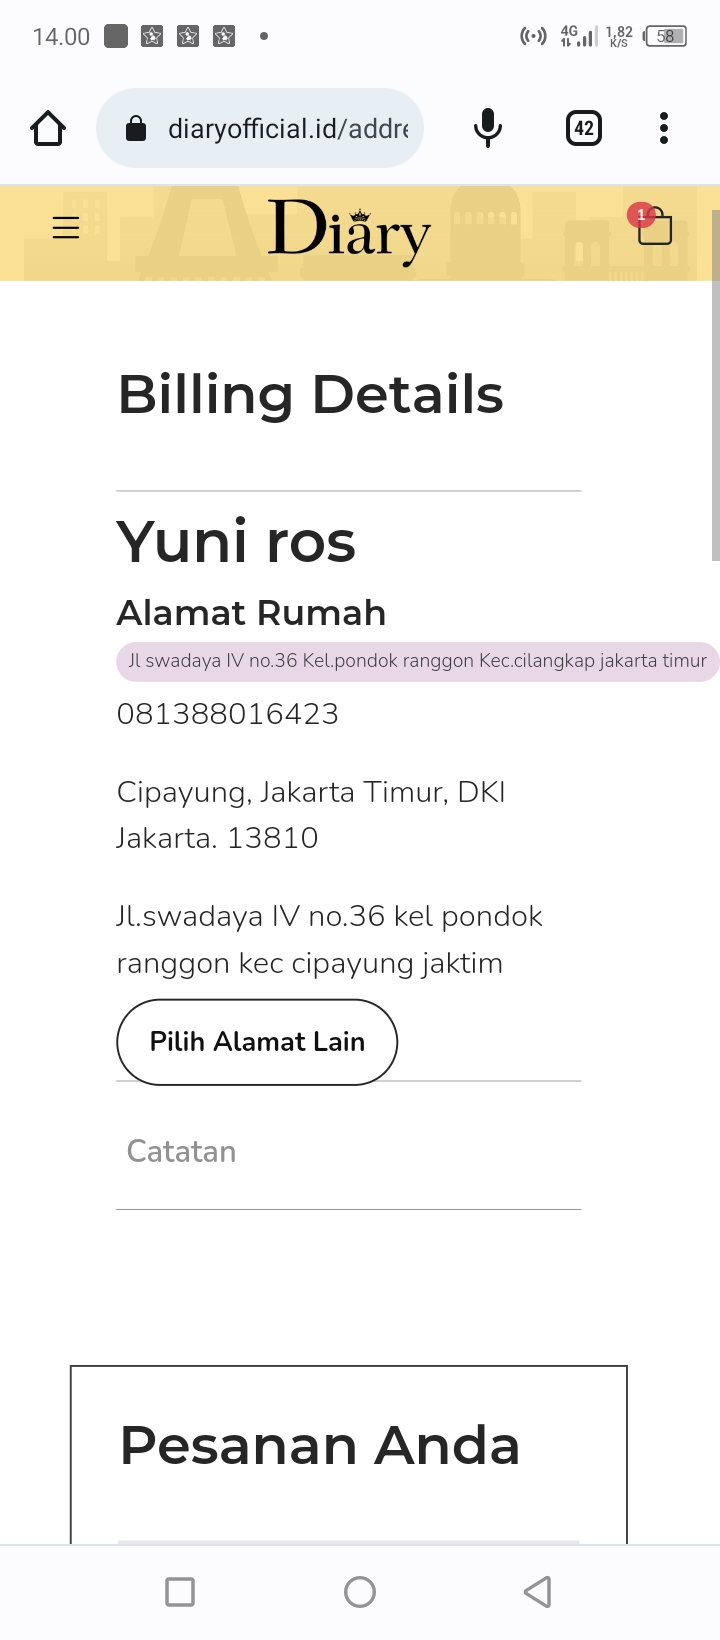 14.00
4G 1,82 K/S 58
diaryofficial.id/addre
42
Diary
1
Billing Details
Yuni ros
Alamat Rumah
Jl swadaya IV no.36 Kel.pondok ranggon Kec.cilangkap jakarta timur
081388016423
Cipayung, Jakarta Timur, DKI
Jakarta. 13810
Jl.swadaya IV no.36 kel pondok
ranggon kec cipayung jaktim
Pilih Alamat Lain
Catatan
Pesanan Anda